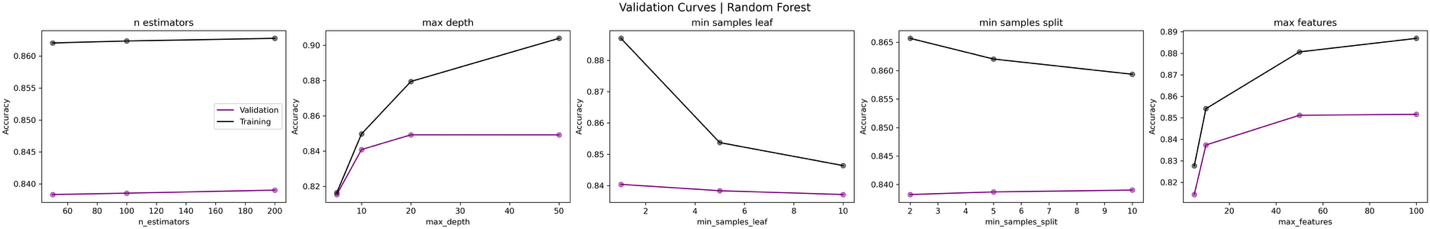 Validation Curves | Random Forest
n estimators
Accuracy
0.860
0.855
0.850
0.845
0.840
Validation
Training
60 80 100 120 140 160 180 200
n_estimators
max depth
Accuracy
0.90
0.88
0.86
0.84
0.82
10 20 30 40 50
max_depth
min samples leaf
Accuracy
0.88
0.87
0.86
0.85
0.84
2 4 6 8 10
min_samples_leaf
min samples split
Accuracy
0.865
0.860
0.855
0.850
0.845
0.840
2 3 4 5 6 7 8 9 10
min_samples_split
max features
Accuracy
0.89
0.88
0.87
0.86
0.85
0.84
0.83
0.82
20 40 60 80 100
max_features